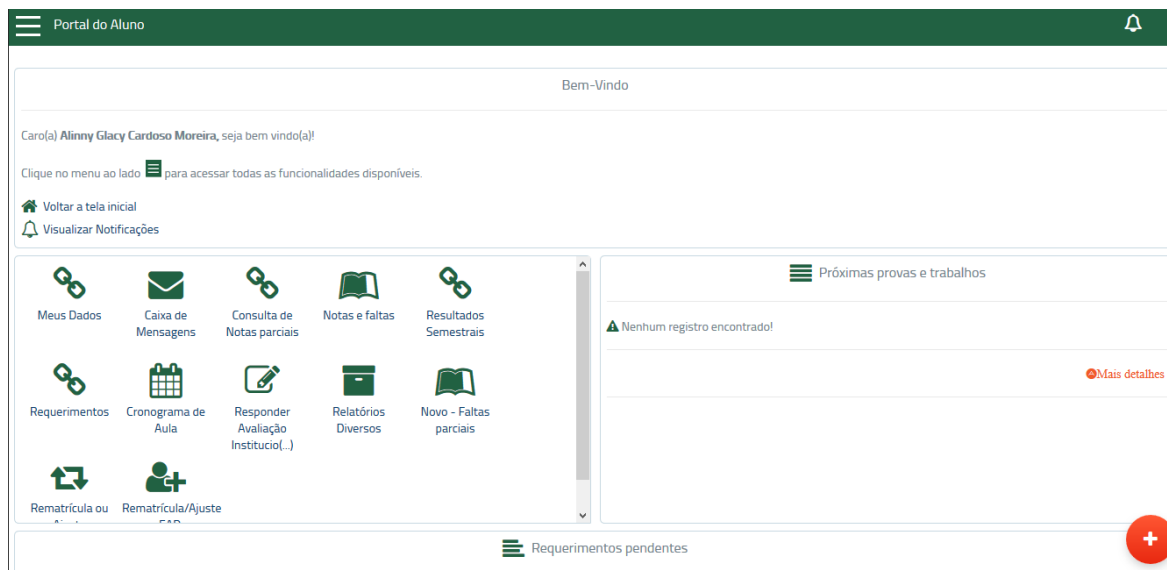 Portal do Aluno
Bem-Vindo
Caro(a) Alinny Glacy Cardoso Moreira, seja bem vindo(a)!
Clique no menu ao lado para acessar todas as funcionalidades disponíveis.
Voltar a tela inicial
Visualizar Notificações
Meus Dados
Caixa de
Mensagens
Consulta de
Notas parciais
Notas e faltas
Resultados
Semestrais
Requerimentos
Cronograma de
Aula
Responder
Avaliação
Institucio(...)
Relatórios
Diversos
Novo - Faltas
parciais
Rematrícula ou
Rematrícula/Ajuste
Próximas provas e trabalhos
Nenhum registro encontrado!
Mais detalhes
Requerimentos pendentes